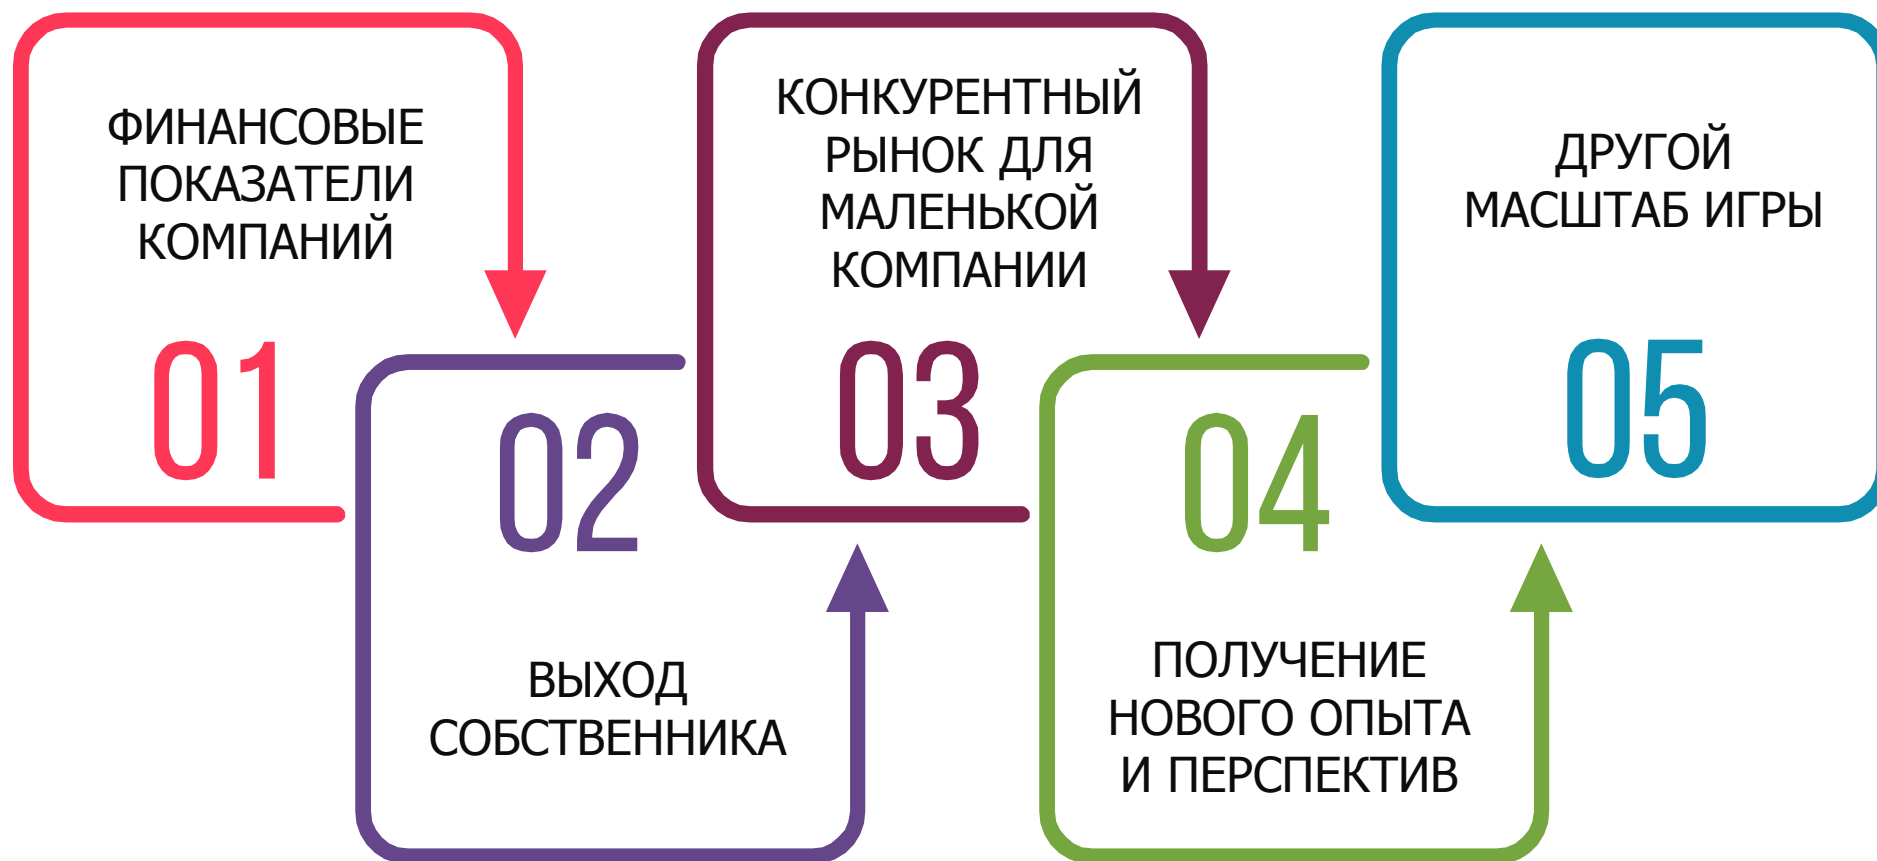 ФИНАНСОВЫЕ
ПОКАЗАТЕЛИ
КОМПАНИЙ
01
02
ВЫХОД
СОБСТВЕННИКА
КОНКУРЕНТНЫЙ
РЫНОК ДЛЯ
МАЛЕНЬКОЙ
КОМПАНИИ
03
04
ПОЛУЧЕНИЕ
НОВОГО ОПЫТА
И ПЕРСПЕКТИВ
ДРУГОЙ
МАСШТАБ ИГРЫ
05